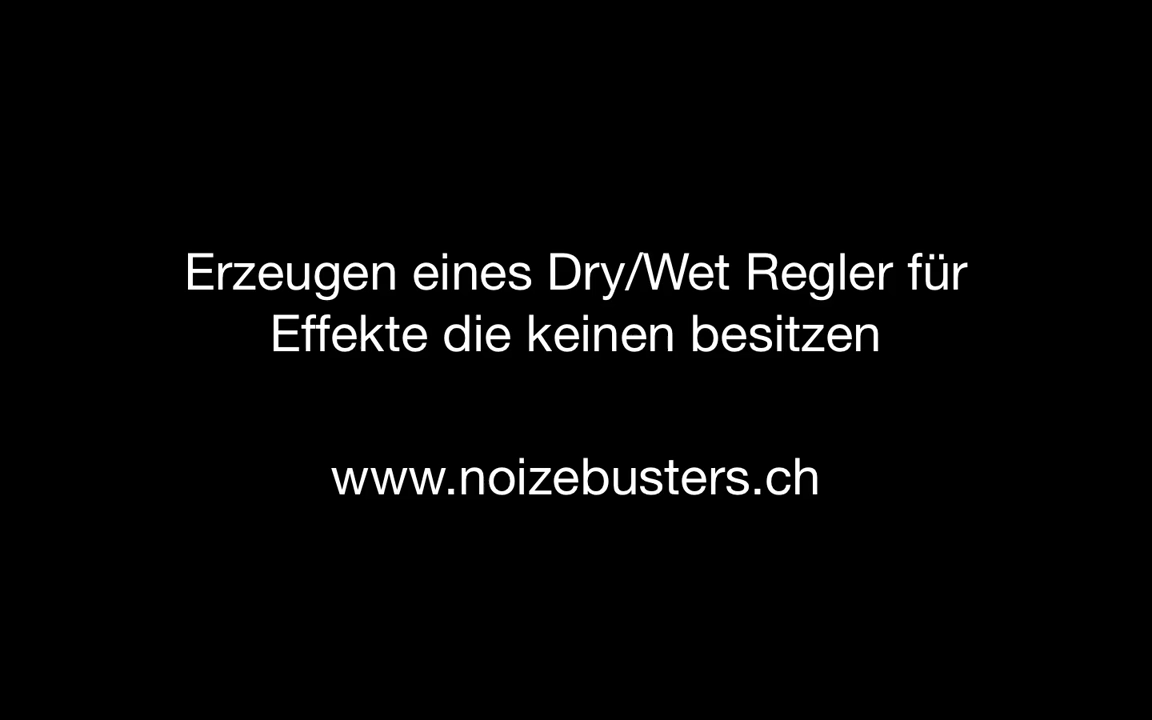 Erzeugen eines Dry/Wet Regler für
Effekte die keinen besitzen
www.noizebusters.ch